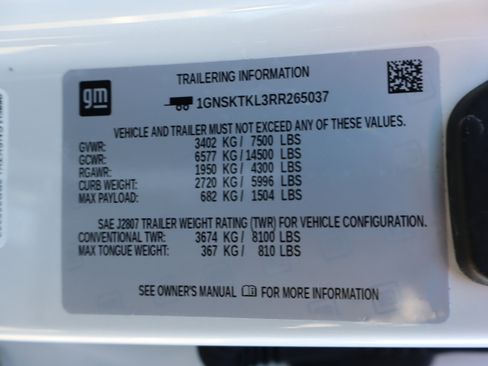 gm
TRAILERING INFORMATION
1GNSKTKL3RR265037
VEHICLE AND TRAILER MUST NOT EXCEED ANY OF THESE VALUES.
GVWR: 3402 KG / 7500 LBS
GCWR: 6577 KG / 14500 LBS
RGAWR: 1950 KG / 4300 LBS
CURB WEIGHT: 2720 KG / 5996 LBS
MAX PAYLOAD: 682 KG / 1504 LBS
SAE J2807 TRAILER WEIGHT RATING (TWR) FOR VEHICLE CONFIGURATION.
CONVENTIONAL TWR: 3674 KG / 8100 LBS
MAX TONGUE WEIGHT: 367 KG / 810 LBS
SEE OWNER'S MANUAL FOR MORE INFORMATION